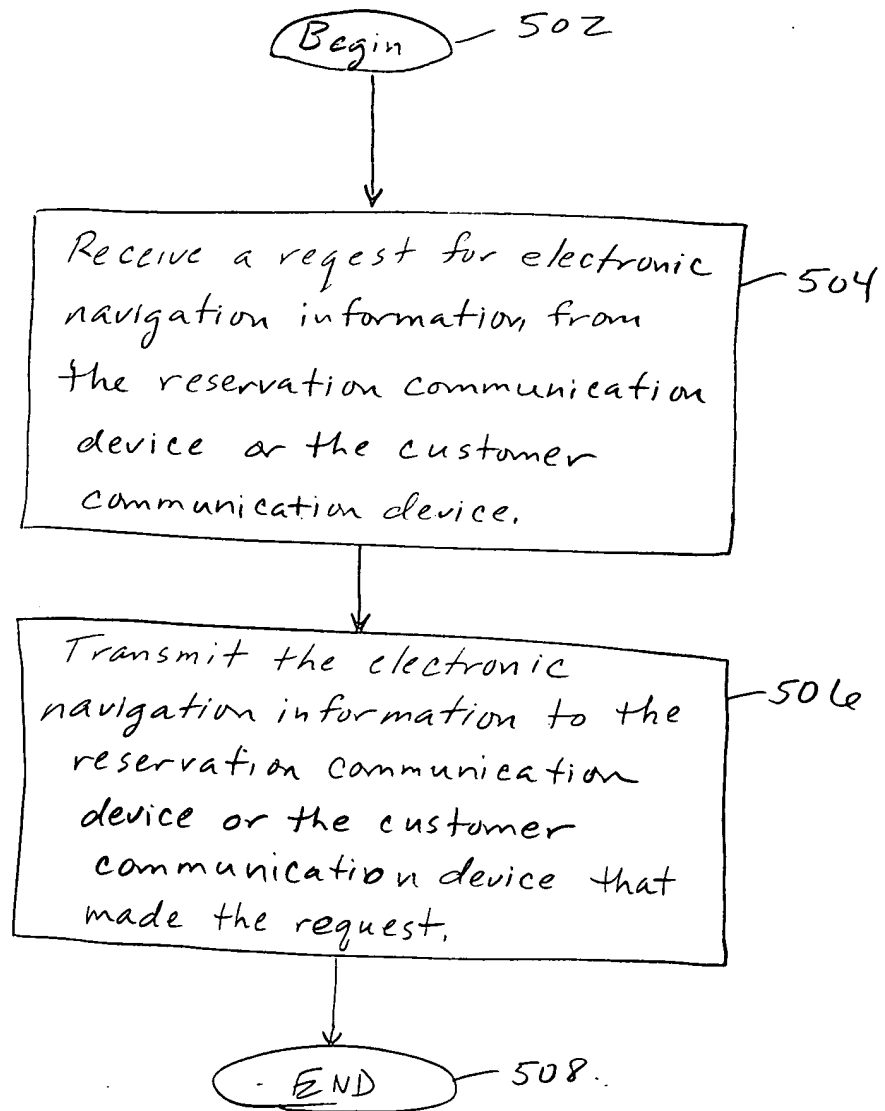 Begin 502
Receive a reqest for electronic
navigation information, from
the reservation communication
device or the customer
communication device.
504
Transmit the electronic
navigation information to the
reservation communication
device or the customer
communication device that
made the request.
506
END 508.